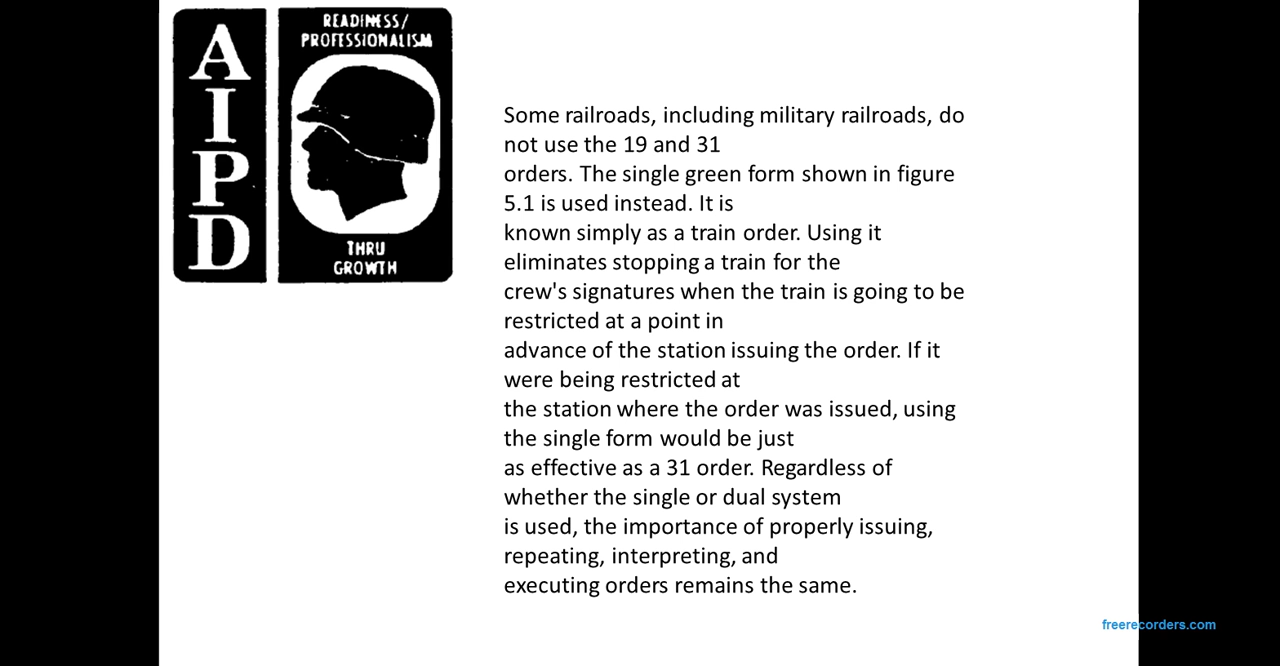 A
I
P
D
READINESS/
PROFESSIONALISM
THRU
GROWTH
Some railroads, including military railroads, do
not use the 19 and 31
orders. The single green form shown in figure
5.1 is used instead. It is
known simply as a train order. Using it
eliminates stopping a train for the
crew's signatures when the train is going to be
restricted at a point in
advance of the station issuing the order. If it
were being restricted at
the station where the order was issued, using
the single form would be just
as effective as a 31 order. Regardless of
whether the single or dual system
is used, the importance of properly issuing,
repeating, interpreting, and
executing orders remains the same.
freerecorders.com